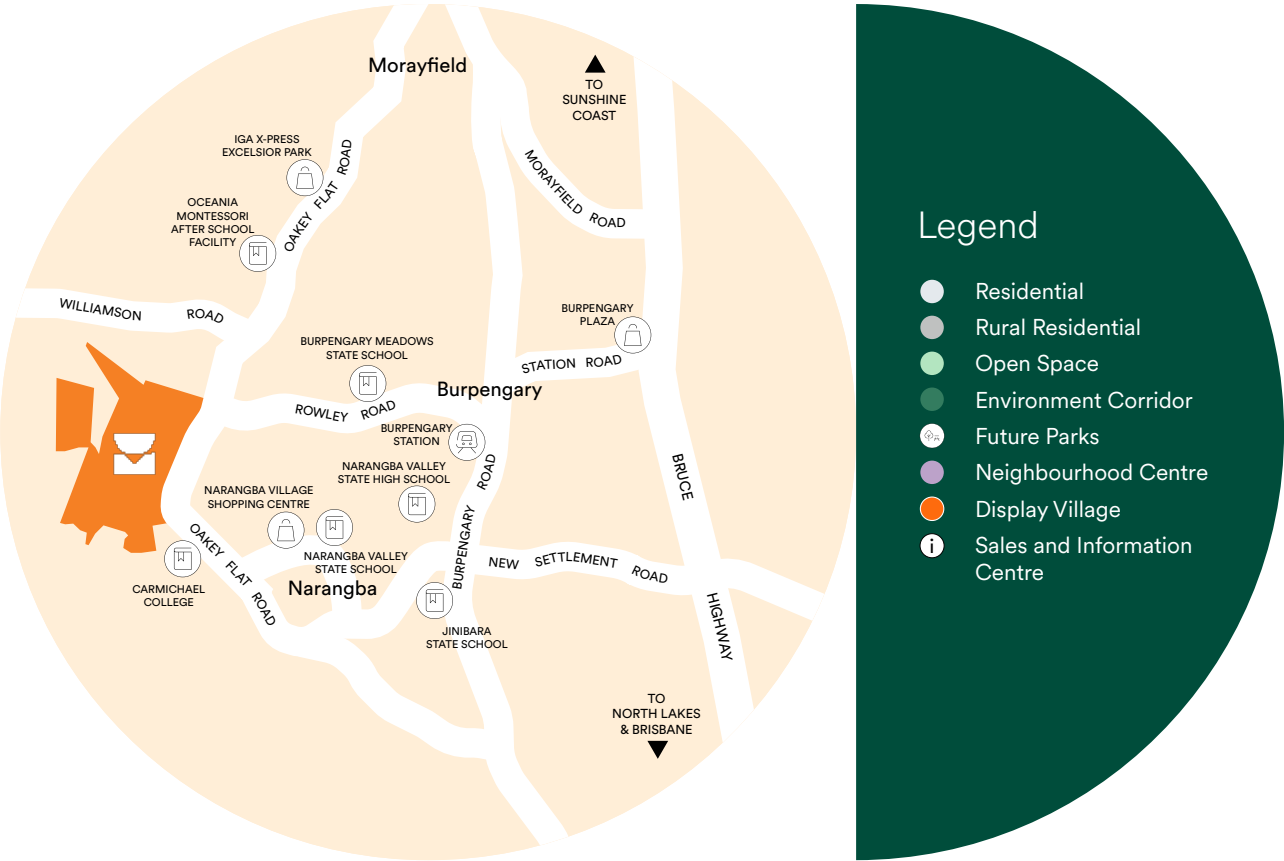 Morayfield
TO
SUNSHINE
COAST
IGA X-PRESS
EXCELSIOR PARK
OAKEY FLAT ROAD
MORAYFIELD ROAD
OCEANIA
MONTESSORI
AFTER SCHOOL
FACILITY
WILLIAMSON ROAD
BURPENGARY
PLAZA
BURPENGARY MEADOWS
STATE SCHOOL
STATION ROAD
Burpengary
ROWLEY ROAD
BURPENGARY
STATION
NARANGBA VALLEY
STATE HIGH SCHOOL
BURPENGARY ROAD
BRUCE HIGHWAY
NARANGBA VILLAGE
SHOPPING CENTRE
OAKEY FLAT ROAD
NARANGBA VALLEY
STATE SCHOOL
NEW SETTLEMENT ROAD
CARMICHAEL
COLLEGE
Narangba
JINIBARA
STATE SCHOOL
TO
NORTH LAKES
& BRISBANE
Legend
Residential
Rural Residential
Open Space
Environment Corridor
Future Parks
Neighbourhood Centre
Display Village
i Sales and Information
Centre